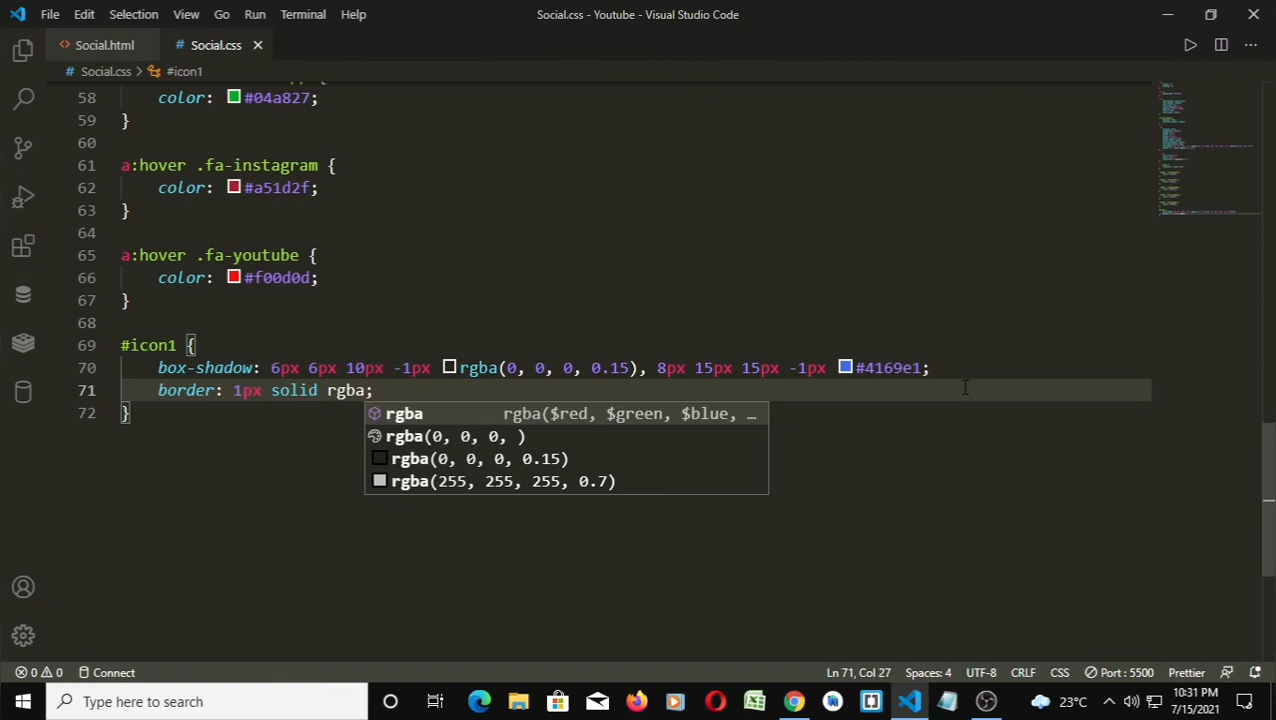 File Edit Selection View Go Run Terminal Help Social.css - Youtube - Visual Studio Code
Social.html Social.css
Social.css > #icon1
58 color: #04a827;
59 }
60
61 a:hover .fa-instagram {
62 color: #a51d2f;
63 }
64
65 a:hover .fa-youtube {
66 color: #f00d0d;
67 }
68
69 #icon1 {
70 box-shadow: 6px 6px 10px -1px rgba(0, 0, 0, 0.15), 8px 15px 15px -1px #4169e1;
71 border: 1px solid rgba;
72 }
rgba rgba($red, $green, $blue, …
rgba(0, 0, 0, )
rgba(0, 0, 0, 0.15)
rgba(255, 255, 255, 0.7)
0 0 Connect Ln 71, Col 27 Spaces: 4 UTF-8 CRLF CSS Port : 5500 Prettier
Type here to search 23°C 10:31 PM
7/15/2021